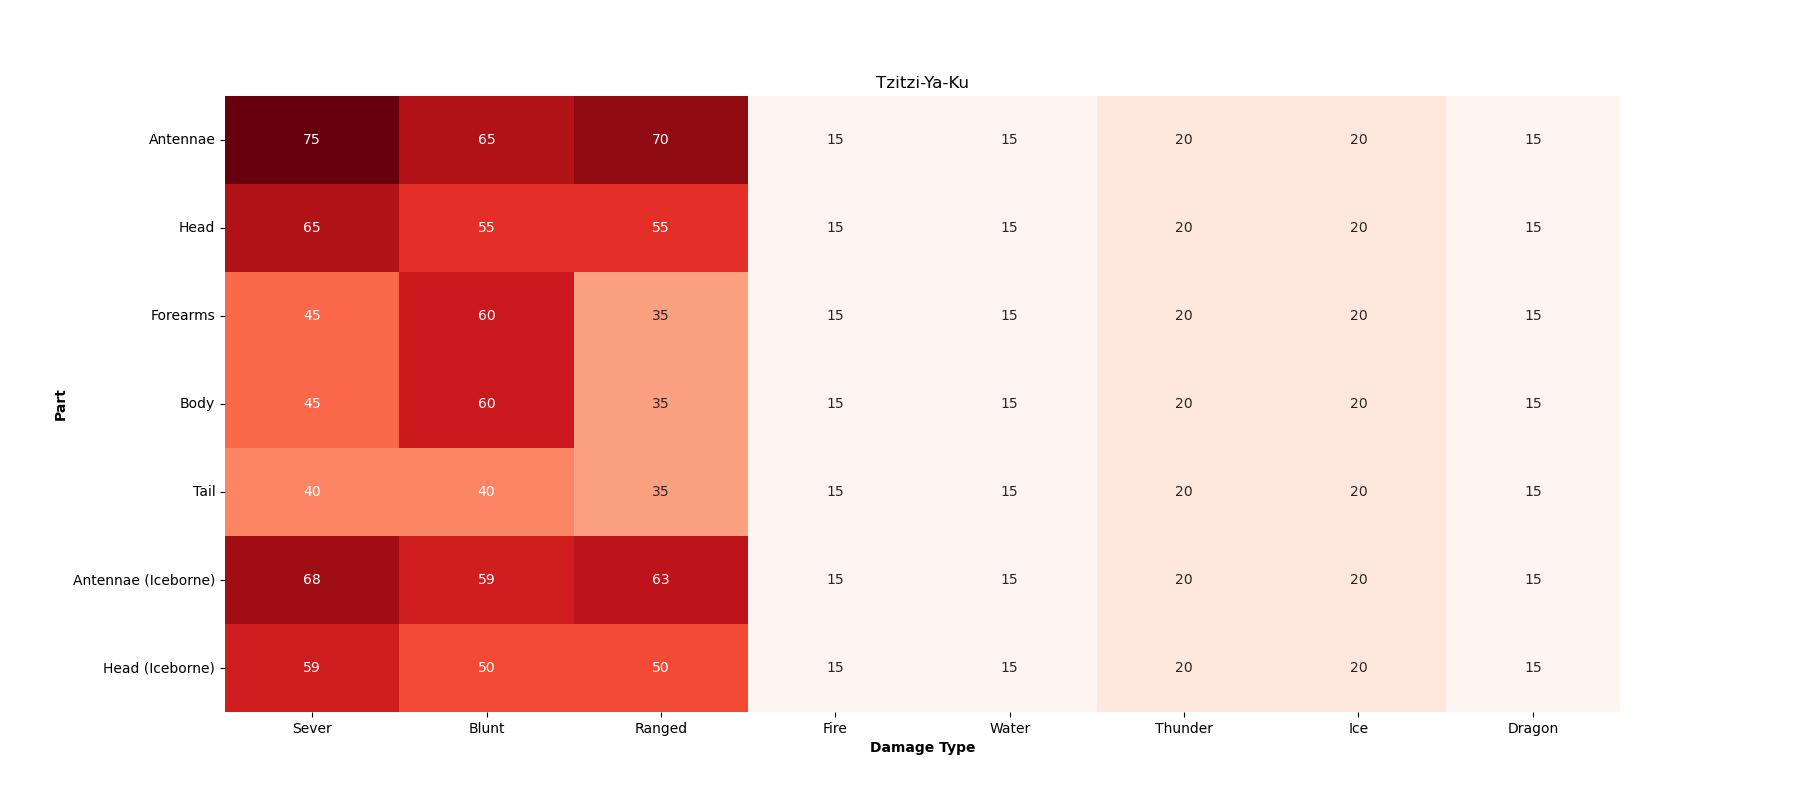 Tzitzi-Ya-Ku
Antennae 75 65 70 15 15 20 20 15
Head 65 55 55 15 15 20 20 15
Forearms 45 60 35 15 15 20 20 15
Body 45 60 35 15 15 20 20 15
Tail 40 40 35 15 15 20 20 15
Antennae (Iceborne) 68 59 63 15 15 20 20 15
Head (Iceborne) 59 50 50 15 15 20 20 15
Part
Sever Blunt Ranged Fire Water Thunder Ice Dragon
Damage Type